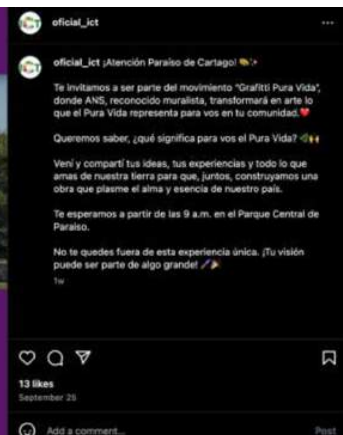 oficial_ict
oficial_ict ¡Atención Paraíso de Cartago!
Te invitamos a ser parte del movimiento "Grafitti Pura Vida",
donde ANS, reconocido muralista, transformará en arte lo
que el Pura Vida representa para vos en tu comunidad.
Queremos saber, ¿qué significa para vos el Pura Vida?
Vení y compartí tus ideas, tus experiencias y todo lo que
amas de nuestra tierra para que, juntos, construyamos una
obra que plasme el alma y esencia de nuestro país.
Te esperamos a partir de las 9 a.m. en el Parque Central de
Paraíso.
No te quedes fuera de esta experiencia única. ¡Tu visión
puede ser parte de algo grande!
1w
13 likes
September 25
Add a comment...
Post